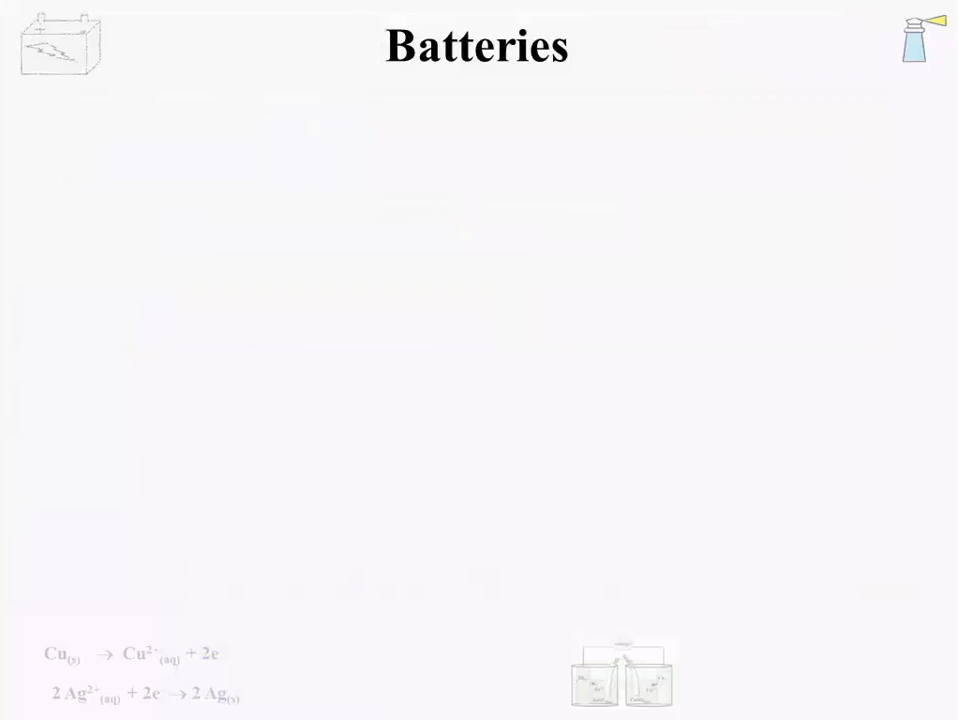 Batteries
Cu(s) → Cu²⁺(aq) + 2e
2 Ag²⁺(aq) + 2e → 2 Ag(s)